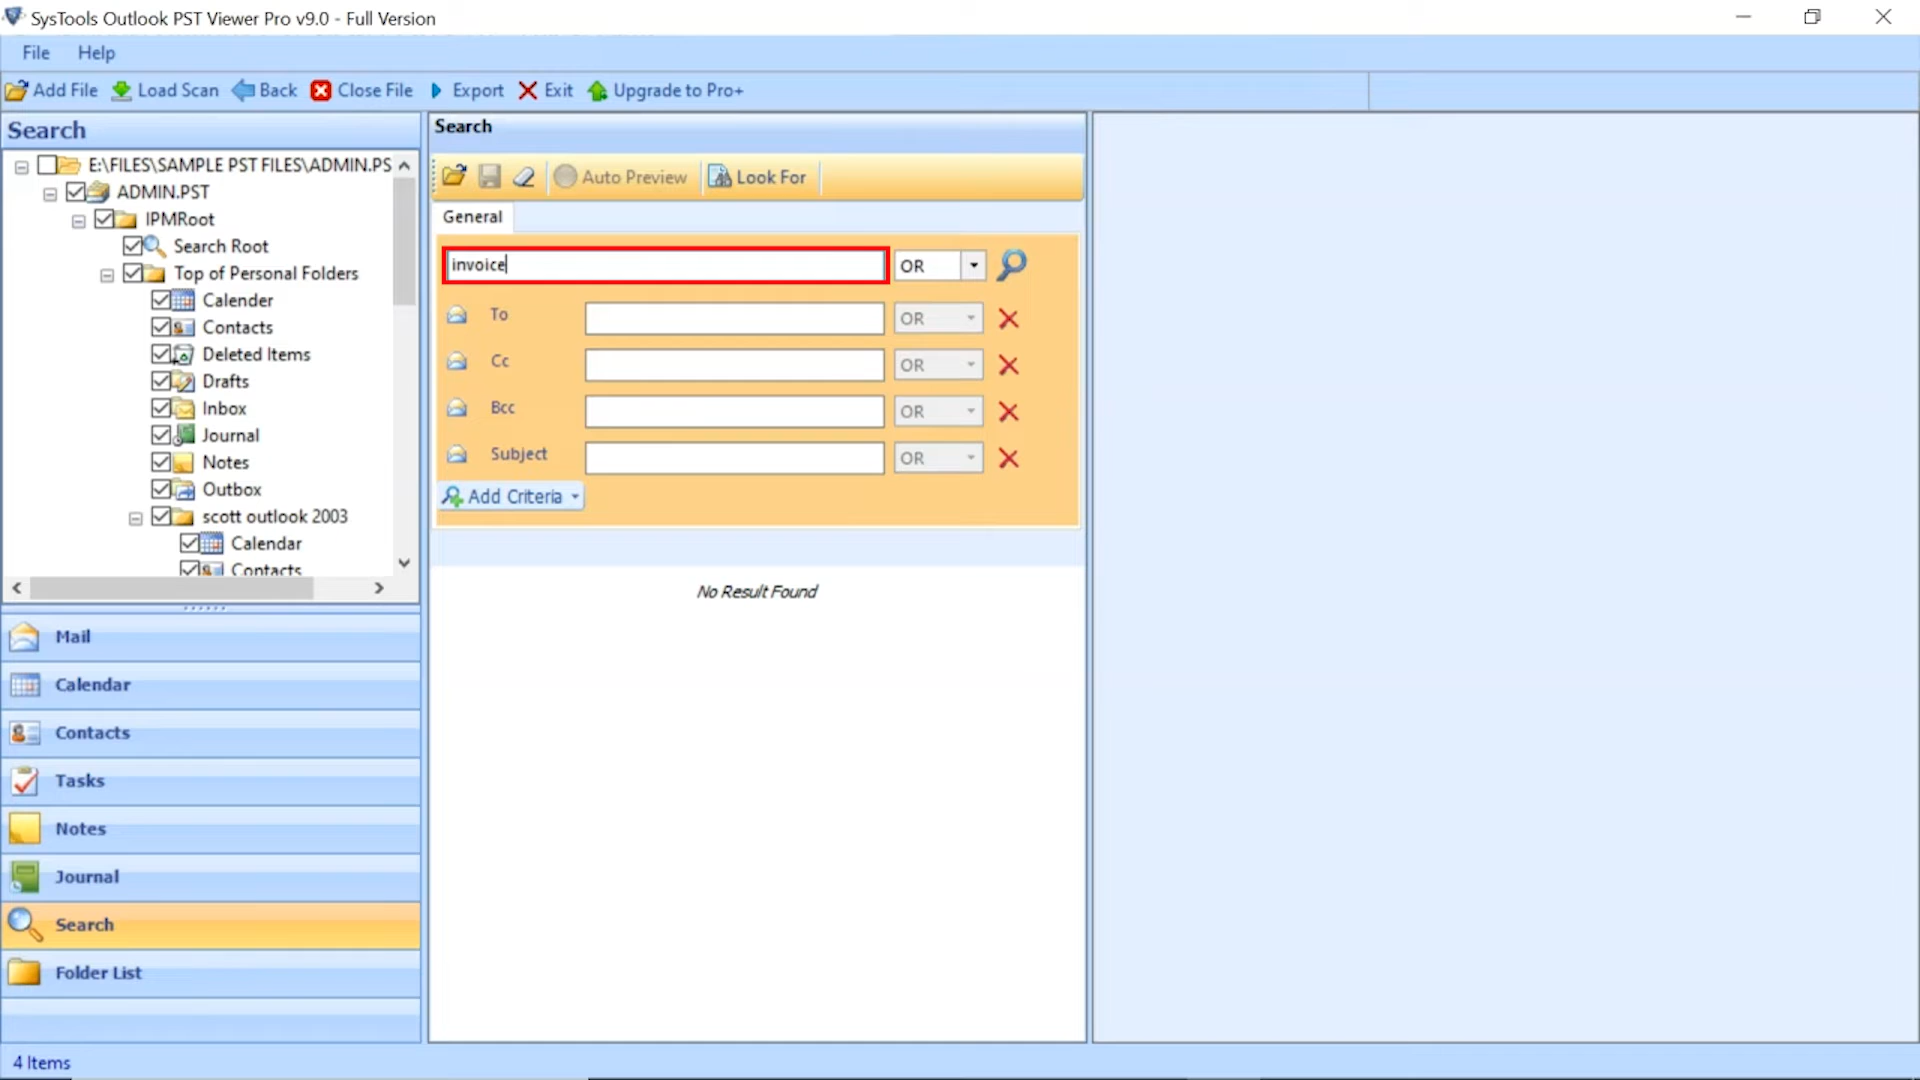 SysTools Outlook PST Viewer Pro v9.0 - Full Version
File Help
Add File Load Scan Back Close File Export Exit Upgrade to Pro+
Search
E:\FILES\SAMPLE PST FILES\ADMIN.PS
ADMIN.PST
IPMRoot
Search Root
Top of Personal Folders
Calender
Contacts
Deleted Items
Drafts
Inbox
Journal
Notes
Outbox
scott outlook 2003
Calendar
Contacts
Mail
Calendar
Contacts
Tasks
Notes
Journal
Search
Folder List
4 Items
Search
Auto Preview Look For
General
invoice OR
To OR
Cc OR
Bcc OR
Subject OR
Add Criteria
No Result Found